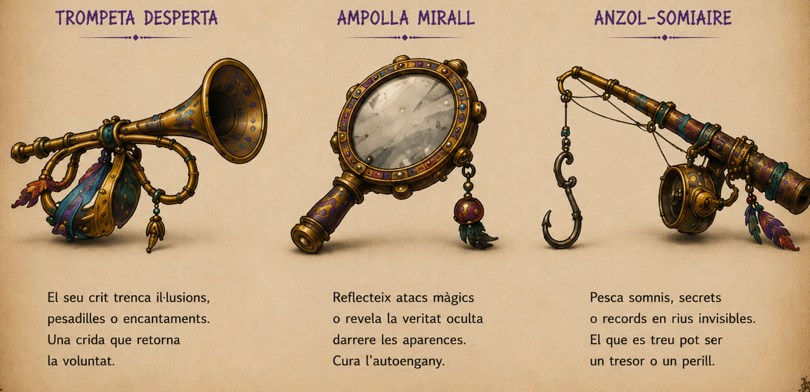 TROMPETA DESPERTA
El seu crit trenca il·lusions,
pesadilles o encantaments.
Una crida que retorna
la voluntat.
AMPOLLA MIRALL
Reflecteix atacs màgics
o revela la veritat oculta
darrere les aparences.
Cura l'autoengany.
ANZOL-SOMIAIRE
Pesca somnis, secrets
o records en rius invisibles.
El que es treu pot ser
un tresor o un perill.